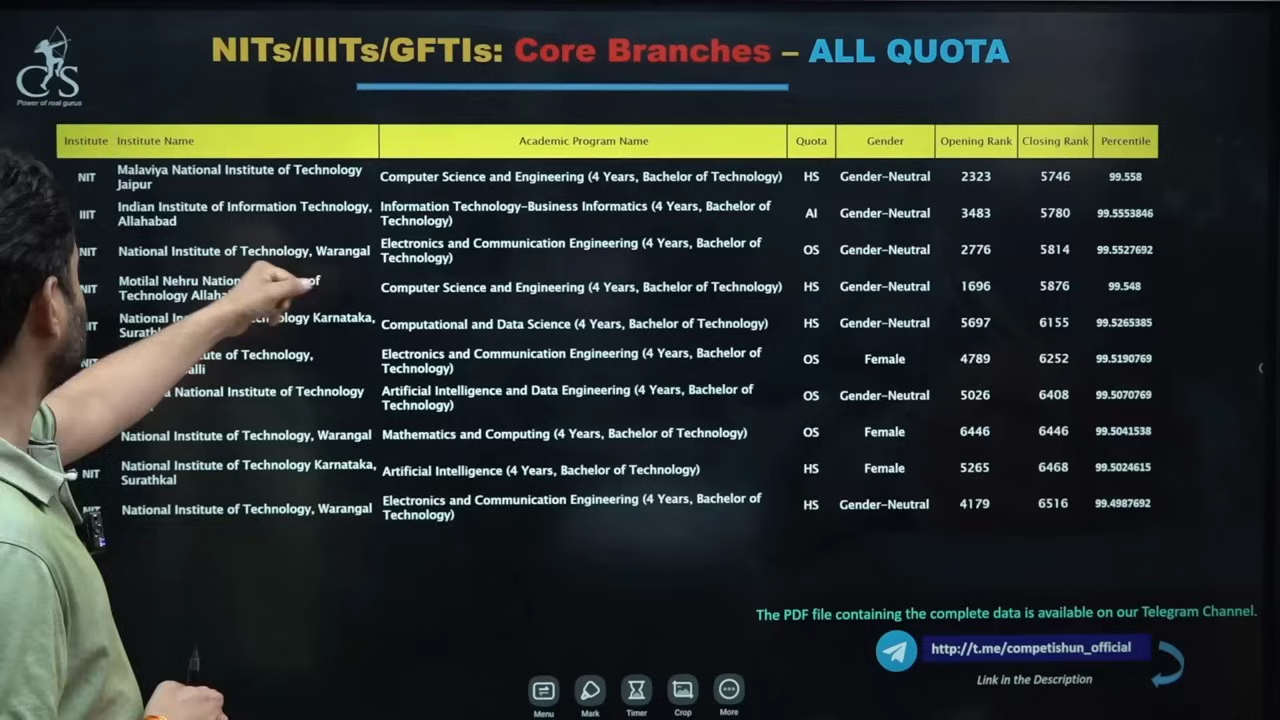 NITs/IIITs/GFTIs: Core Branches – ALL QUOTA
CS
Power of real gurus
Institute Institute Name Academic Program Name Quota Gender Opening Rank Closing Rank Percentile
NIT Malaviya National Institute of Technology Jaipur Computer Science and Engineering (4 Years, Bachelor of Technology) HS Gender-Neutral 2323 5746 99.558
IIIT Indian Institute of Information Technology, Allahabad Information Technology-Business Informatics (4 Years, Bachelor of Technology) AI Gender-Neutral 3483 5780 99.5553846
NIT National Institute of Technology, Warangal Electronics and Communication Engineering (4 Years, Bachelor of Technology) OS Gender-Neutral 2776 5814 99.5527692
NIT Motilal Nehru of Technology Computer Science and Engineering (4 Years, Bachelor of Technology) HS Gender-Neutral 1696 5876 99.548
National Karnataka, Computational and Data Science (4 Years, Bachelor of Technology) HS Gender-Neutral 5697 6155 99.5265385
of Technology, Electronics and Communication Engineering (4 Years, Bachelor of Technology) OS Female 4789 6252 99.5190769
National Institute of Technology Artificial Intelligence and Data Engineering (4 Years, Bachelor of Technology) OS Gender-Neutral 5026 6408 99.5070769
National Institute of Technology, Warangal Mathematics and Computing (4 Years, Bachelor of Technology) OS Female 6446 6446 99.5041538
NIT National Institute of Technology Karnataka, Surathkal Artificial Intelligence (4 Years, Bachelor of Technology) HS Female 5265 6468 99.5024615
NIT National Institute of Technology, Warangal Electronics and Communication Engineering (4 Years, Bachelor of Technology) HS Gender-Neutral 4179 6516 99.4987692
The PDF file containing the complete data is available on our Telegram Channel.
http://t.me/competishun_official
Link in the Description
Menu Mark Timer Crop More